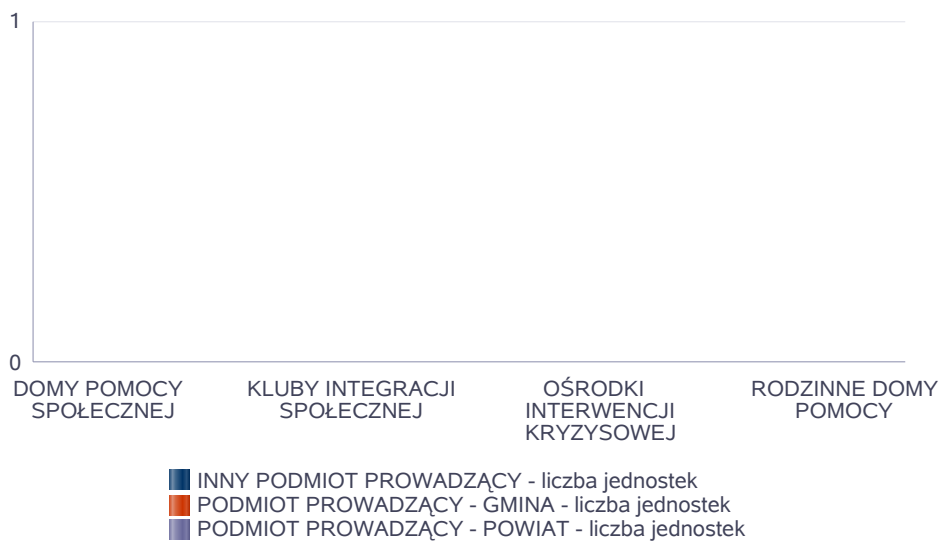 1
0
DOMY POMOCY
SPOŁECZNEJ
KLUBY INTEGRACJI
SPOŁECZNEJ
OŚRODKI
INTERWENCJI
KRYZYSOWEJ
RODZINNE DOMY
POMOCY
INNY PODMIOT PROWADZĄCY - liczba jednostek
PODMIOT PROWADZĄCY - GMINA - liczba jednostek
PODMIOT PROWADZĄCY - POWIAT - liczba jednostek